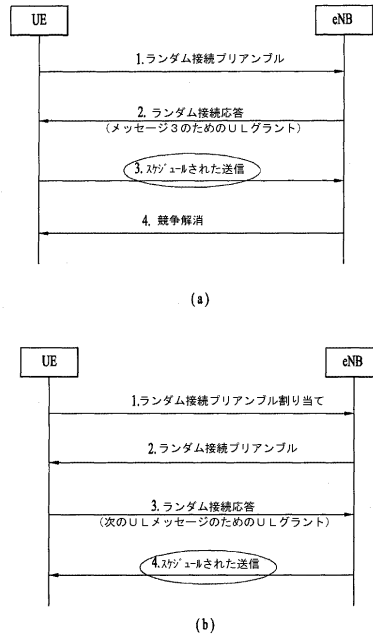 UE eNB
1.ランダム接続プリアンブル
2. ランダム接続応答
(メッセージ3のためのULグラント)
3.スケジュールされた送信
4. 競争解消
(a)
UE eNB
1.ランダム接続プリアンブル割り当て
2.ランダム接続プリアンブル
3.ランダム接続応答
(次のULメッセージのためのULグラント)
4.スケジュールされた送信
(b)